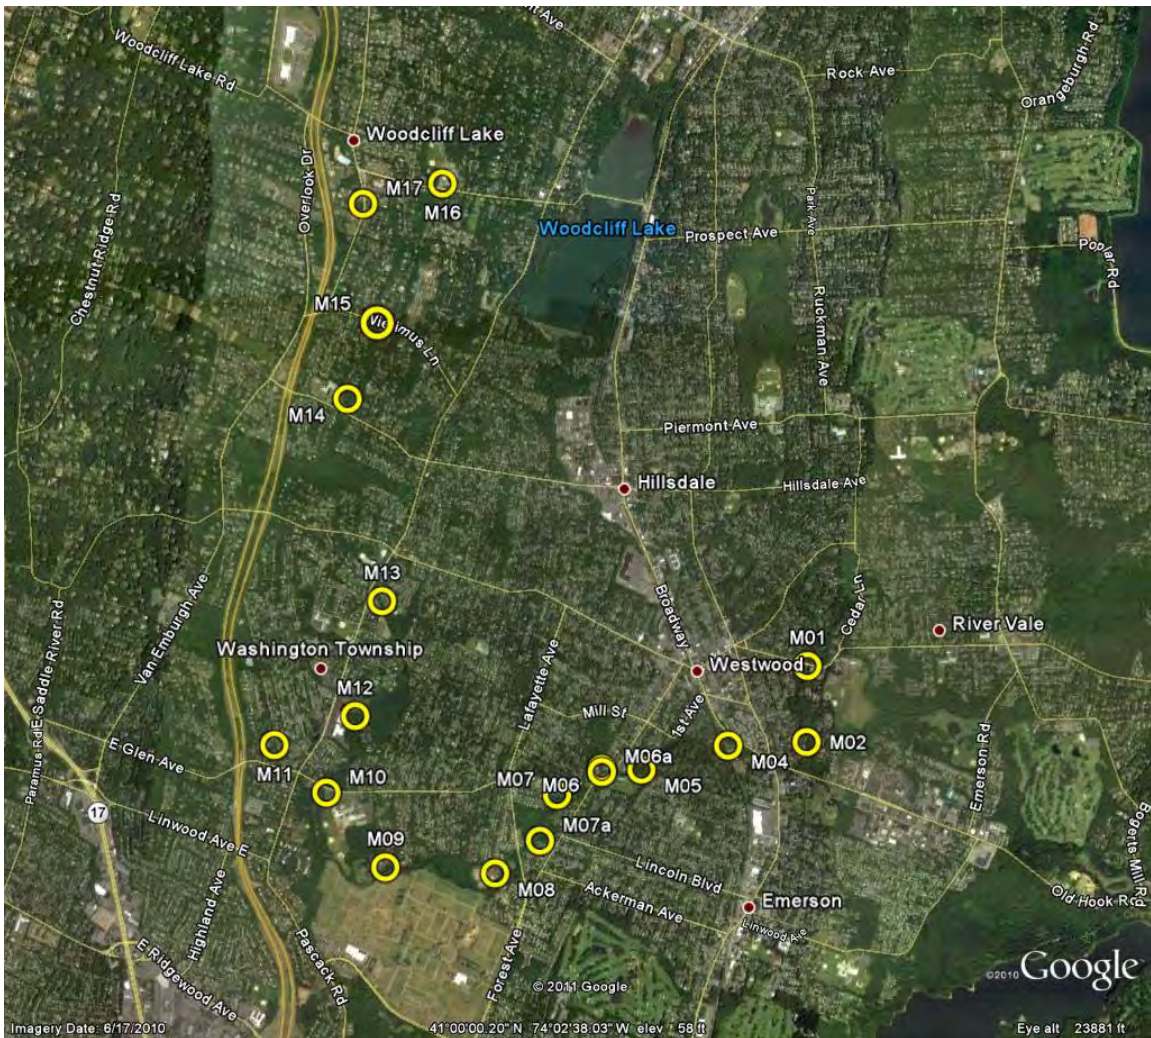 nt Ave
Woodcliff Lake Rd
Rock Ave
Orangeburgh Rd
Woodcliff Lake
Overlook Dr
M17
M16
Park Ave
Chestnut Ridge Rd
Woodcliff Lake
Prospect Ave
Poplar Rd
M15
Ruckman Ave
M14
Piermont Ave
Hillsdale
Hillsdale Ave
M13
Van Emburgh Ave
Broadway
Cedar Ln
Paramus Rd
E Saddle River Rd
Washington Township
Lafayette Ave
M01
River Vale
Westwood
M12
Mill St
1st Ave
E Glen Ave
M11
M06a
M04
M02
Emerson Rd
M10
M07
M06
M05
17
Linwood Ave E
M09
M07a
Bogerts Mill Rd
M08
Lincoln Blvd
Ackerman Ave
Emerson
Old Hook Rd
Highland Ave
Linwood Ave
Pascack Rd
Forest Ave
E Ridgewood Ave
©2010 Google
© 2011 Google
Imagery Date: 6/17/2010
41°00'00.20" N 74°02'38.03" W elev 58 ft
Eye alt 23881 ft